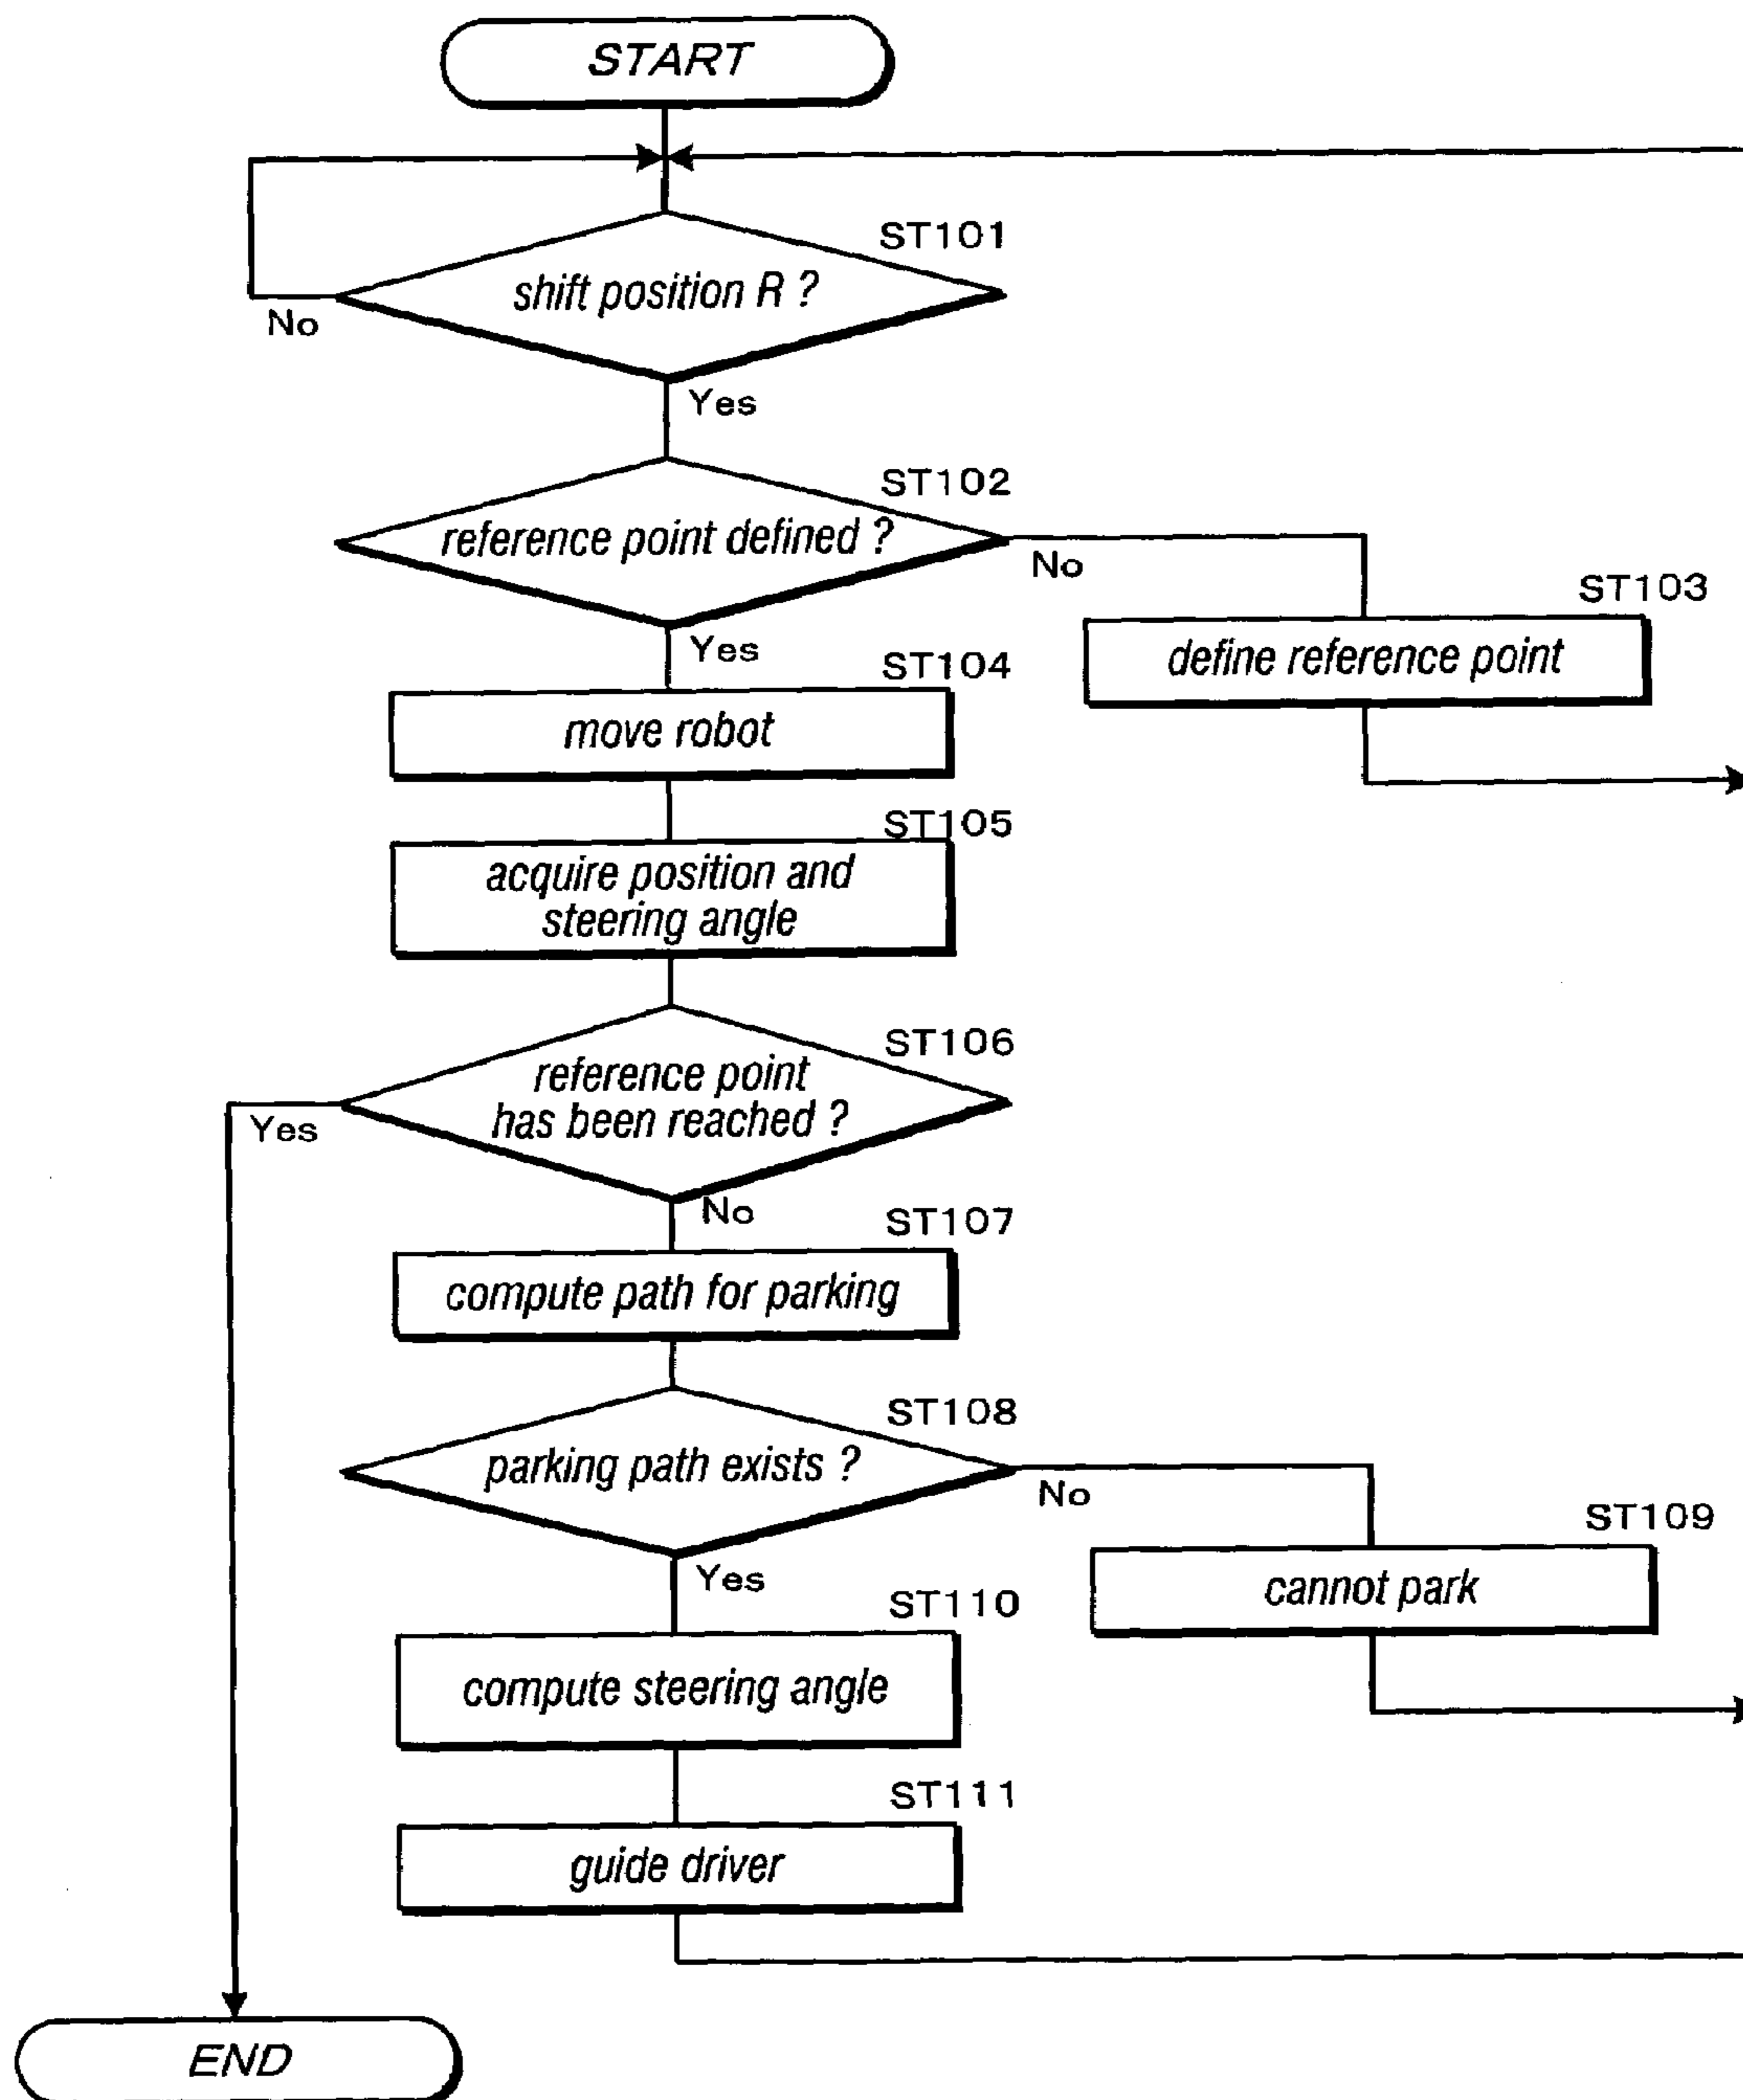 START
ST101
shift position R ?
No
Yes
ST102
reference point defined ?
No
ST103
Yes
define reference point
ST104
move robot
ST105
acquire position and
steering angle
ST106
reference point
has been reached ?
Yes
No
ST107
compute path for parking
ST108
parking path exists ?
No
ST109
Yes
cannot park
ST110
compute steering angle
ST111
guide driver
END